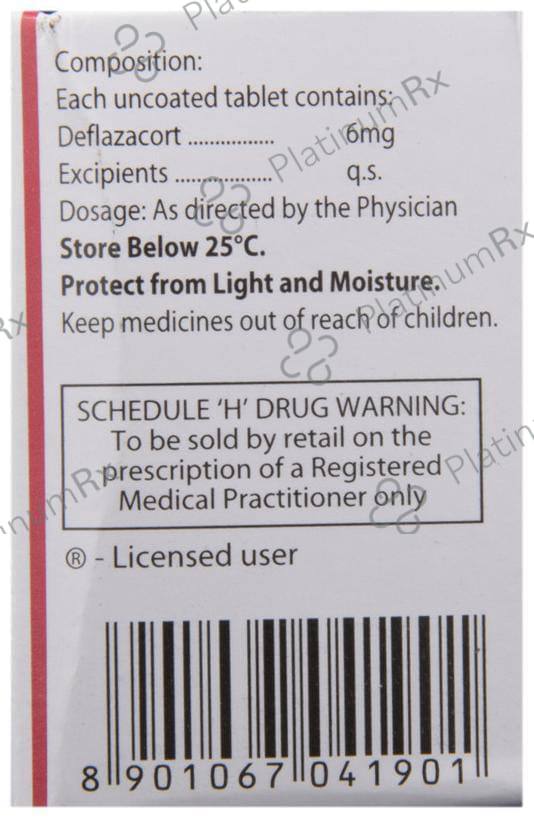 Composition:
Each uncoated tablet contains:
Deflazacort ................ 6mg
Excipients .................. q.s.
Dosage: As directed by the Physician
Store Below 25°C.
Protect from Light and Moisture.
Keep medicines out of reach of children.
SCHEDULE 'H' DRUG WARNING:
To be sold by retail on the
prescription of a Registered
Medical Practitioner only
® - Licensed user
8 901067 041901
PlatinumRx
PlatinumRx